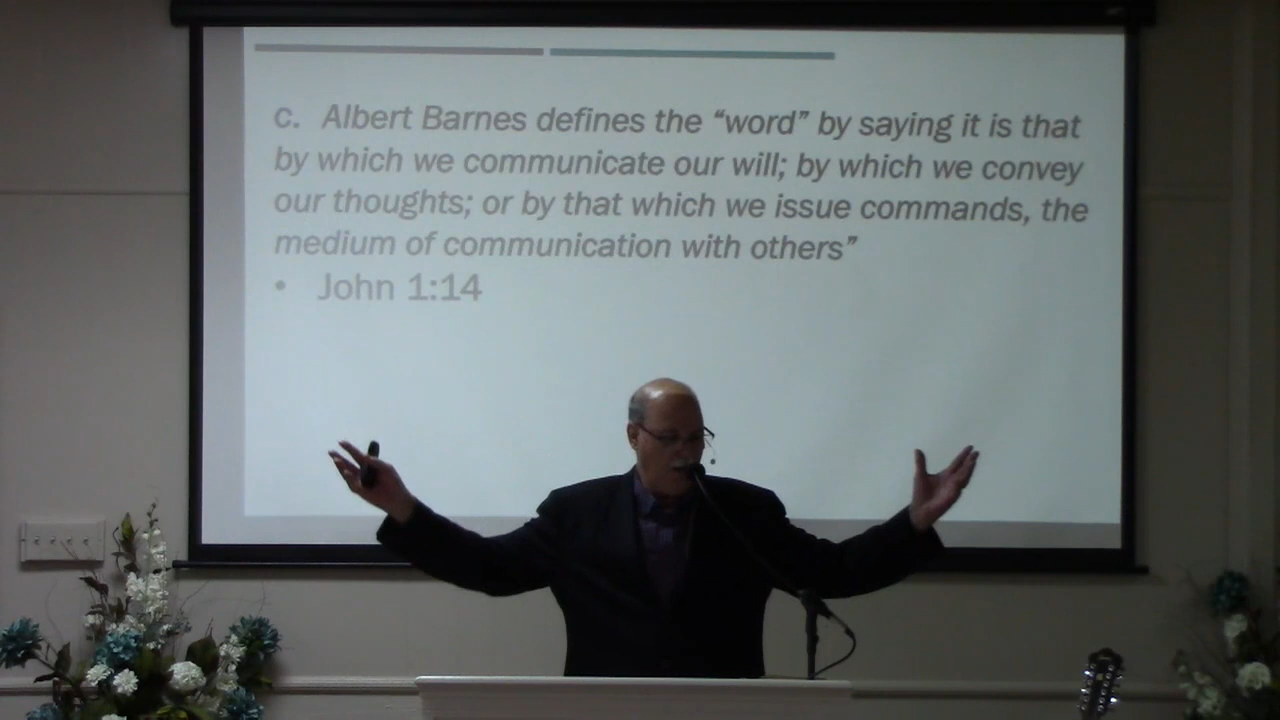 c. Albert Barnes defines the “word” by saying it is that
by which we communicate our will; by which we convey
our thoughts; or by that which we issue commands, the
medium of communication with others”
• John 1:14